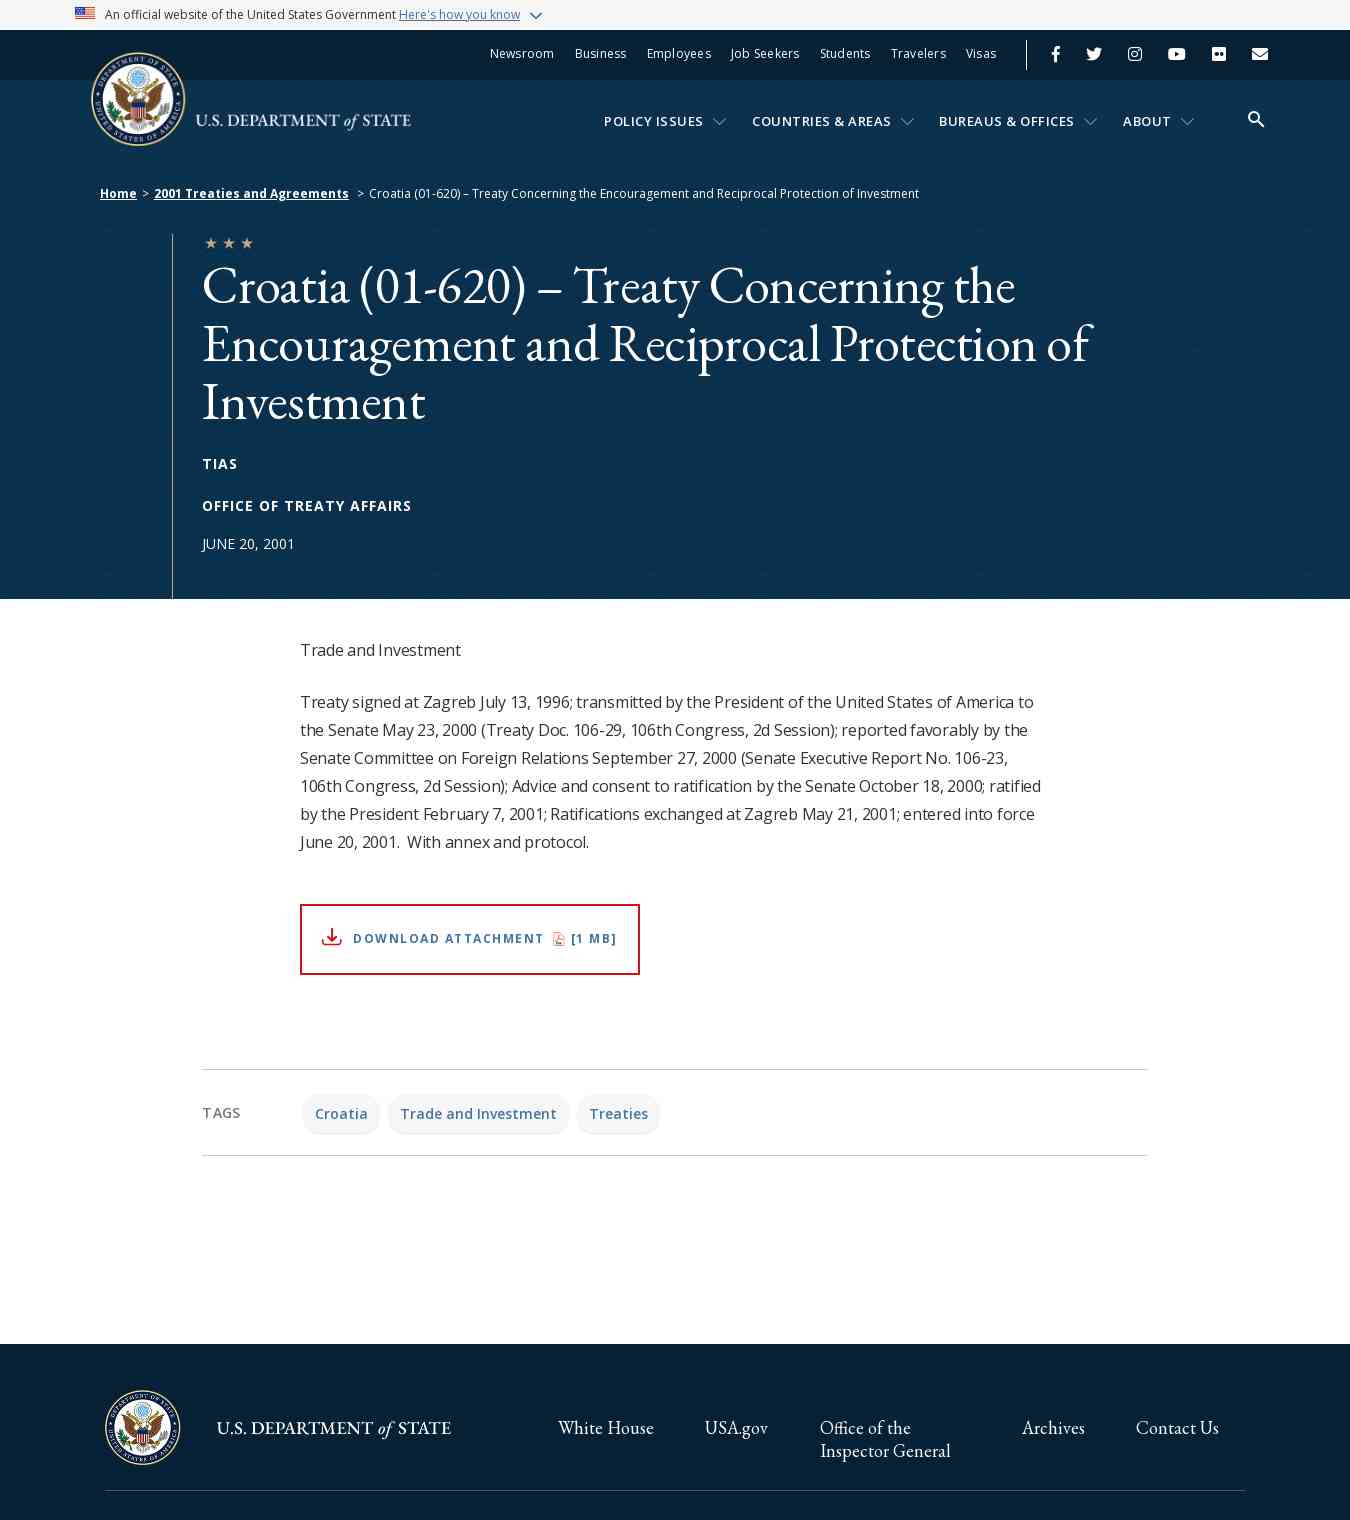 An official website of the United States Government Here's how you know
Newsroom Business Employees Job Seekers Students Travelers Visas
U.S. DEPARTMENT of STATE
POLICY ISSUES COUNTRIES & AREAS BUREAUS & OFFICES ABOUT
Home > 2001 Treaties and Agreements > Croatia (01-620) – Treaty Concerning the Encouragement and Reciprocal Protection of Investment
Croatia (01-620) – Treaty Concerning the
Encouragement and Reciprocal Protection of
Investment
TIAS
OFFICE OF TREATY AFFAIRS
JUNE 20, 2001
Trade and Investment
Treaty signed at Zagreb July 13, 1996; transmitted by the President of the United States of America to
the Senate May 23, 2000 (Treaty Doc. 106-29, 106th Congress, 2d Session); reported favorably by the
Senate Committee on Foreign Relations September 27, 2000 (Senate Executive Report No. 106-23,
106th Congress, 2d Session); Advice and consent to ratification by the Senate October 18, 2000; ratified
by the President February 7, 2001; Ratifications exchanged at Zagreb May 21, 2001; entered into force
June 20, 2001.  With annex and protocol.
DOWNLOAD ATTACHMENT [1 MB]
TAGS
Croatia Trade and Investment Treaties
DEPARTMENT OF STATE
UNITED STATES OF AMERICA
U.S. DEPARTMENT of STATE
White House USA.gov Office of the Archives Contact Us
Inspector General